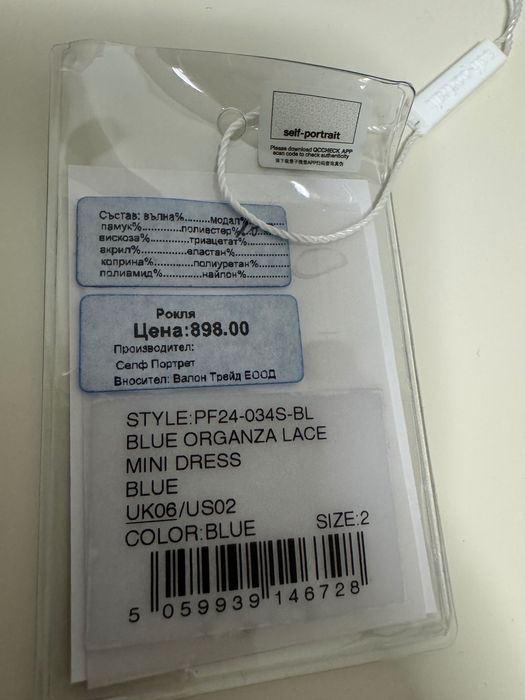 self-portrait
Please download QCCHECK APP
scan code to check authenticity
Състав: вълна%.........модал%
памук%.............полиестер%
вискоза%............триацетат%.........
акрил%..............еластан%............
коприна%............полиуретан%......
полиамид%...........найлон%...........
Рокля
Цена:898.00
Производител:
Селф Портрет
Вносител: Валон Трейд ЕООД
STYLE:PF24-034S-BL
BLUE ORGANZA LACE
MINI DRESS
BLUE
UK06/US02
COLOR:BLUE SIZE:2
5 059939 146728